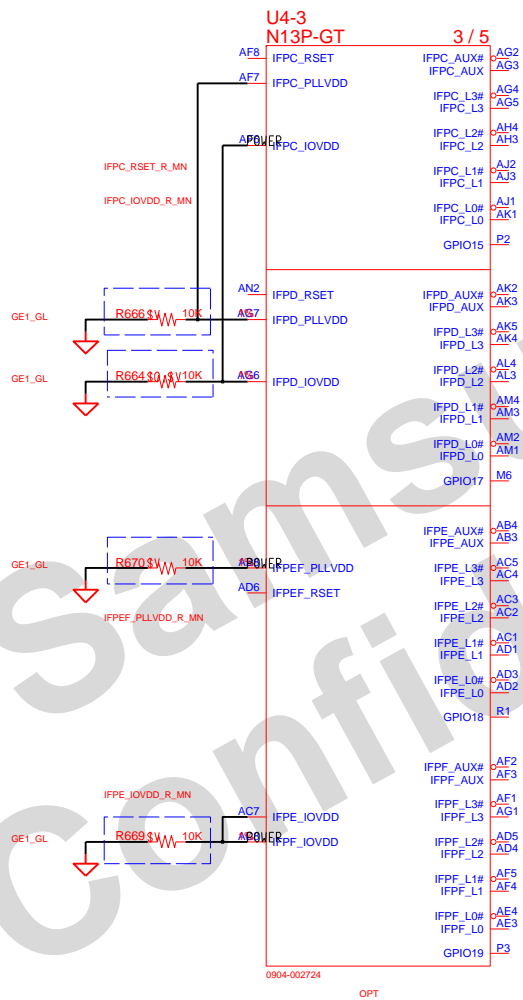 U4-3
N13P-GT 3 / 5
AF8 IFPC_RSET IFPC_AUX# AG2
IFPC_AUX AG3
AF7 IFPC_PLLVDD
IFPC_L3# AG4
IFPC_L3 AG5
IFPC_L2# AH4
POWER IFPC_IOVDD IFPC_L2 AH3
IFPC_RSET_R_MN
IFPC_L1# AJ2
IFPC_L1 AJ3
IFPC_IOVDD_R_MN
IFPC_L0# AJ1
IFPC_L0 AK1
GPIO15 P2
AN2 IFPD_RSET IFPD_AUX# AK2
IFPD_AUX AK3
GE1_GL R666 10K AG7 IFPD_PLLVDD
IFPD_L3# AK5
IFPD_L3 AK4
IFPD_L2# AL4
GE1_GL R664 10K AG6 IFPD_IOVDD IFPD_L2 AL3
IFPD_L1# AM4
IFPD_L1 AM3
IFPD_L0# AM2
IFPD_L0 AM1
GPIO17 M6
IFPE_AUX# AB4
IFPE_AUX AB3
GE1_GL R670 10K POWER IFPEF_PLLVDD IFPE_L3# AC5
IFPE_L3 AC4
AD6 IFPEF_RSET
IFPE_L2# AC3
IFPE_L2 AC2
IFPEF_PLLVDD_R_MN
IFPE_L1# AC1
IFPE_L1 AD1
IFPE_L0# AD3
IFPE_L0 AD2
GPIO18 R1
IFPF_AUX# AF2
IFPF_AUX AF3
IFPE_IOVDD_R_MN
IFPF_L3# AF1
AC7 IFPE_IOVDD IFPF_L3 AG1
GE1_GL R669 10K POWER IFPF_IOVDD IFPF_L2# AD5
IFPF_L2 AD4
IFPF_L1# AF5
IFPF_L1 AF4
IFPF_L0# AE4
IFPF_L0 AE3
GPIO19 P3
0904-002724
OPT